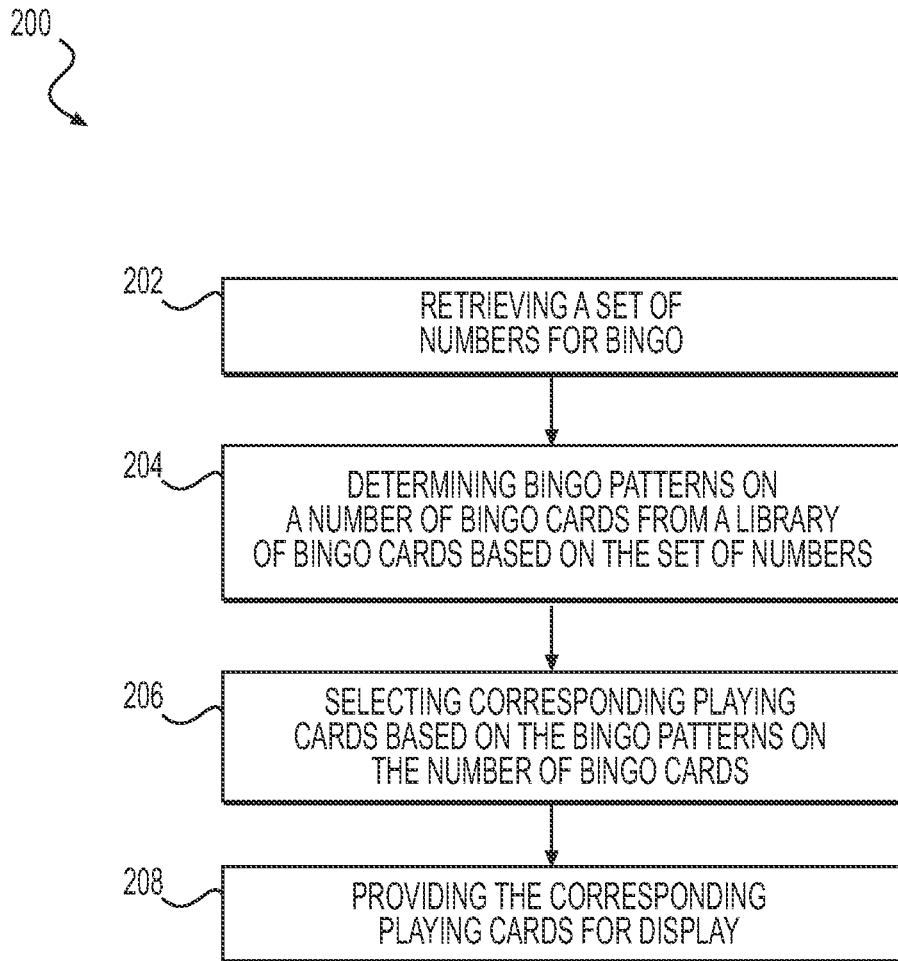 200
202
RETRIEVING A SET OF
NUMBERS FOR BINGO
204
DETERMINING BINGO PATTERNS ON
A NUMBER OF BINGO CARDS FROM A LIBRARY
OF BINGO CARDS BASED ON THE SET OF NUMBERS
206
SELECTING CORRESPONDING PLAYING
CARDS BASED ON THE BINGO PATTERNS ON
THE NUMBER OF BINGO CARDS
208
PROVIDING THE CORRESPONDING
PLAYING CARDS FOR DISPLAY